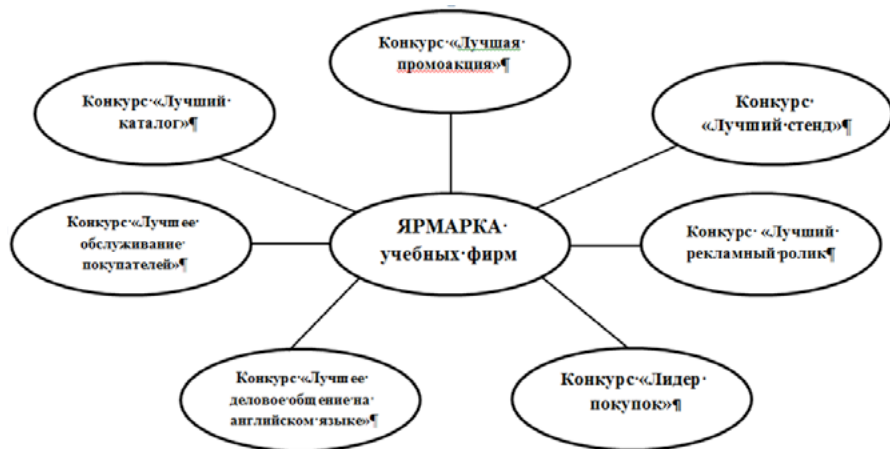 Конкурс·«Лучшая·
промоакция»¶
Конкурс·«Лучший·
каталог»¶
Конкурс·
«Лучший·стенд»¶
Конкурс·«Лучшее·
обслуживание·
покупателей»¶
ЯРМАРКА·
учебных·фирм
Конкурс· «Лучший·
рекламный·ролик¶
Конкурс·«Лучшее·
деловое·общение·на·
английском·языке»¶
Конкурс·«Лидер·
покупок»¶